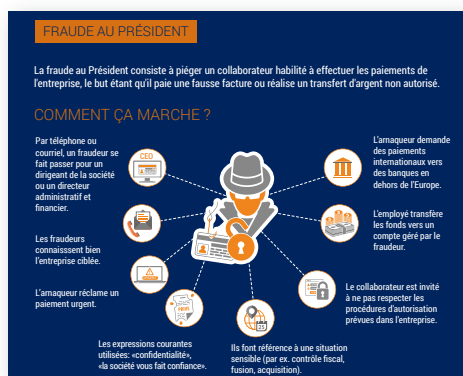 FRAUDE AU PRÉSIDENT
La fraude au Président consiste à piéger un collaborateur habilité à effectuer les paiements de
l'entreprise, le but étant qu'il paie une fausse facture ou réalise un transfert d'argent non autorisé.
COMMENT ÇA MARCHE ?
Par téléphone ou
courriel, un fraudeur se
fait passer pour un
dirigeant de la société
ou un directeur
administratif et
financier.
CEO
Les fraudeurs
connaisssent bien
l'entreprise ciblée.
L'arnaqueur réclame un
paiement urgent.
Les expressions courantes
utilisées: «confidentialité»,
«la société vous fait confiance».
Ils font référence à une situation
sensible (par ex. contrôle fiscal,
fusion, acquisition).
25
L'arnaqueur demande
des paiements
internationaux vers
des banques en
dehors de l'Europe.
L'employé transfère
les fonds vers un
compte géré par le
fraudeur.
Le collaborateur est invité
à ne pas respecter les
procédures d'autorisation
prévues dans l'entreprise.